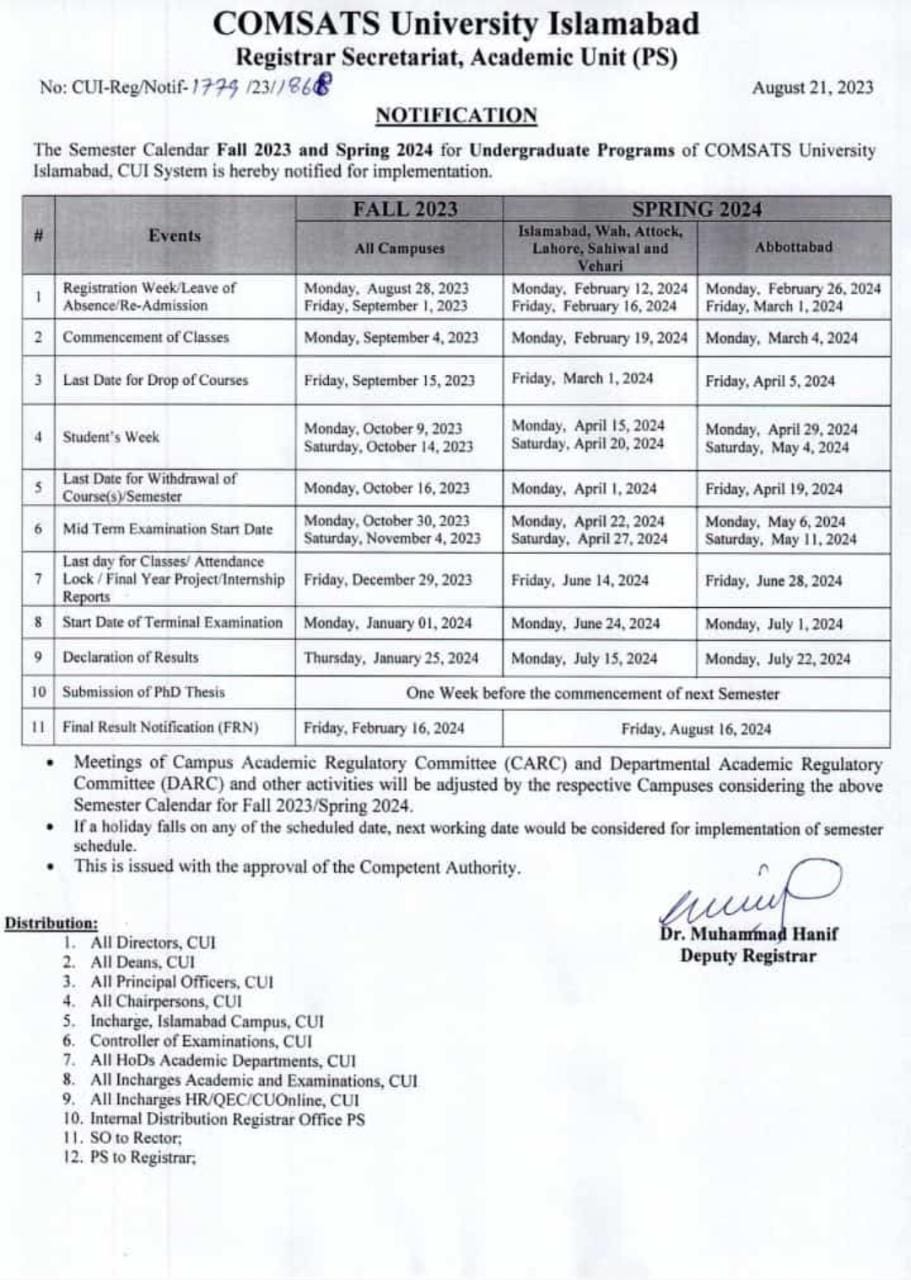 COMSATS University Islamabad
Registrar Secretariat, Academic Unit (PS)
No: CUI-Reg/Notif-1779/23/1868
August 21, 2023
NOTIFICATION
The Semester Calendar Fall 2023 and Spring 2024 for Undergraduate Programs of COMSATS University
Islamabad, CUI System is hereby notified for implementation.
# Events FALL 2023 SPRING 2024
All Campuses
Islamabad, Wah, Attock,
Lahore, Sahiwal and
Vehari
Abbottabad
1 Registration Week/Leave of Monday, August 28, 2023 Monday, February 12, 2024 Monday, February 26, 2024
Absence/Re-Admission Friday, September 1, 2023 Friday, February 16, 2024 Friday, March 1, 2024
2 Commencement of Classes Monday, September 4, 2023 Monday, February 19, 2024 Monday, March 4, 2024
3 Last Date for Drop of Courses Friday, September 15, 2023 Friday, March 1, 2024 Friday, April 5, 2024
4 Student's Week Monday, October 9, 2023 Monday, April 15, 2024 Monday, April 29, 2024
Saturday, October 14, 2023 Saturday, April 20, 2024 Saturday, May 4, 2024
5 Last Date for Withdrawal of
Course(s)/Semester Monday, October 16, 2023 Monday, April 1, 2024 Friday, April 19, 2024
6 Mid Term Examination Start Date Monday, October 30, 2023 Monday, April 22, 2024 Monday, May 6, 2024
Saturday, November 4, 2023 Saturday, April 27, 2024 Saturday, May 11, 2024
7 Last day for Classes/ Attendance
Lock / Final Year Project/Internship Friday, December 29, 2023 Friday, June 14, 2024 Friday, June 28, 2024
Reports
8 Start Date of Terminal Examination Monday, January 01, 2024 Monday, June 24, 2024 Monday, July 1, 2024
9 Declaration of Results Thursday, January 25, 2024 Monday, July 15, 2024 Monday, July 22, 2024
10 Submission of PhD Thesis One Week before the commencement of next Semester
11 Final Result Notification (FRN) Friday, February 16, 2024 Friday, August 16, 2024
• Meetings of Campus Academic Regulatory Committee (CARC) and Departmental Academic Regulatory
Committee (DARC) and other activities will be adjusted by the respective Campuses considering the above
Semester Calendar for Fall 2023/Spring 2024.
• If a holiday falls on any of the scheduled date, next working date would be considered for implementation of semester
schedule.
• This is issued with the approval of the Competent Authority.
Dr. Muhammad Hanif
Deputy Registrar
Distribution:
1. All Directors, CUI
2. All Deans, CUI
3. All Principal Officers, CUI
4. All Chairpersons, CUI
5. Incharge, Islamabad Campus, CUI
6. Controller of Examinations, CUI
7. All HoDs Academic Departments, CUI
8. All Incharges Academic and Examinations, CUI
9. All Incharges HR/QEC/CUOnline, CUI
10. Internal Distribution Registrar Office PS
11. SO to Rector;
12. PS to Registrar;